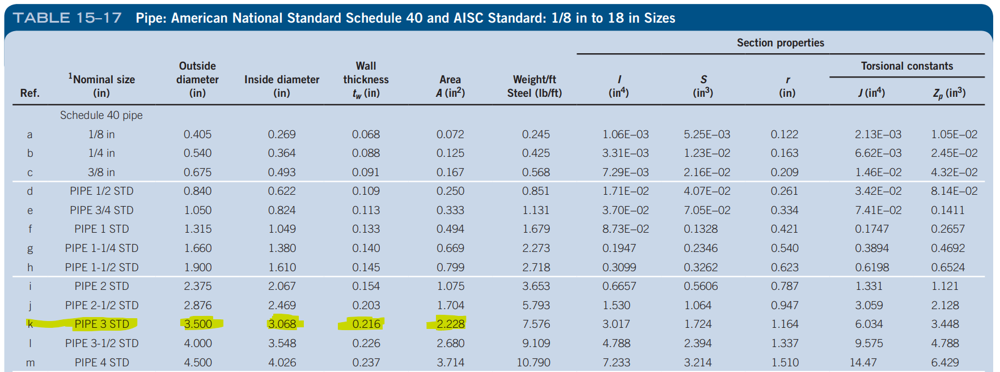 TABLE 15–17 Pipe: American National Standard Schedule 40 and AISC Standard: 1/8 in to 18 in Sizes
Section properties
Outside Wall Torsional constants
¹Nominal size diameter Inside diameter thickness Area Weight/ft I S r
Ref. (in) (in) (in) tw (in) A (in²) Steel (lb/ft) (in⁴) (in³) (in) J (in⁴) Zp (in³)
Schedule 40 pipe
a 1/8 in 0.405 0.269 0.068 0.072 0.245 1.06E–03 5.25E–03 0.122 2.13E–03 1.05E–02
b 1/4 in 0.540 0.364 0.088 0.125 0.425 3.31E–03 1.23E–02 0.163 6.62E–03 2.45E–02
c 3/8 in 0.675 0.493 0.091 0.167 0.568 7.29E–03 2.16E–02 0.209 1.46E–02 4.32E–02
d PIPE 1/2 STD 0.840 0.622 0.109 0.250 0.851 1.71E–02 4.07E–02 0.261 3.42E–02 8.14E–02
e PIPE 3/4 STD 1.050 0.824 0.113 0.333 1.131 3.70E–02 7.05E–02 0.334 7.41E–02 0.1411
f PIPE 1 STD 1.315 1.049 0.133 0.494 1.679 8.73E–02 0.1328 0.421 0.1747 0.2657
g PIPE 1-1/4 STD 1.660 1.380 0.140 0.669 2.273 0.1947 0.2346 0.540 0.3894 0.4692
h PIPE 1-1/2 STD 1.900 1.610 0.145 0.799 2.718 0.3099 0.3262 0.623 0.6198 0.6524
i PIPE 2 STD 2.375 2.067 0.154 1.075 3.653 0.6657 0.5606 0.787 1.331 1.121
j PIPE 2-1/2 STD 2.876 2.469 0.203 1.704 5.793 1.530 1.064 0.947 3.059 2.128
k PIPE 3 STD 3.500 3.068 0.216 2.228 7.576 3.017 1.724 1.164 6.034 3.448
l PIPE 3-1/2 STD 4.000 3.548 0.226 2.680 9.109 4.788 2.394 1.337 9.575 4.788
m PIPE 4 STD 4.500 4.026 0.237 3.714 10.790 7.233 3.214 1.510 14.47 6.429